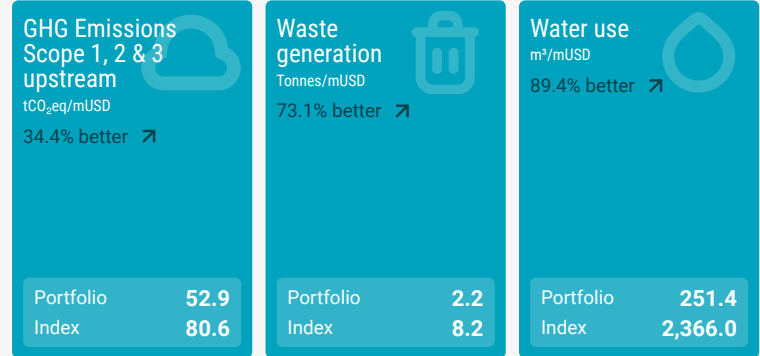 GHG Emissions
Scope 1, 2 & 3
upstream
tCO₂eq/mUSD
34.4% better
Portfolio 52.9
Index 80.6
Waste
generation
Tonnes/mUSD
73.1% better
Portfolio 2.2
Index 8.2
Water use
m³/mUSD
89.4% better
Portfolio 251.4
Index 2,366.0